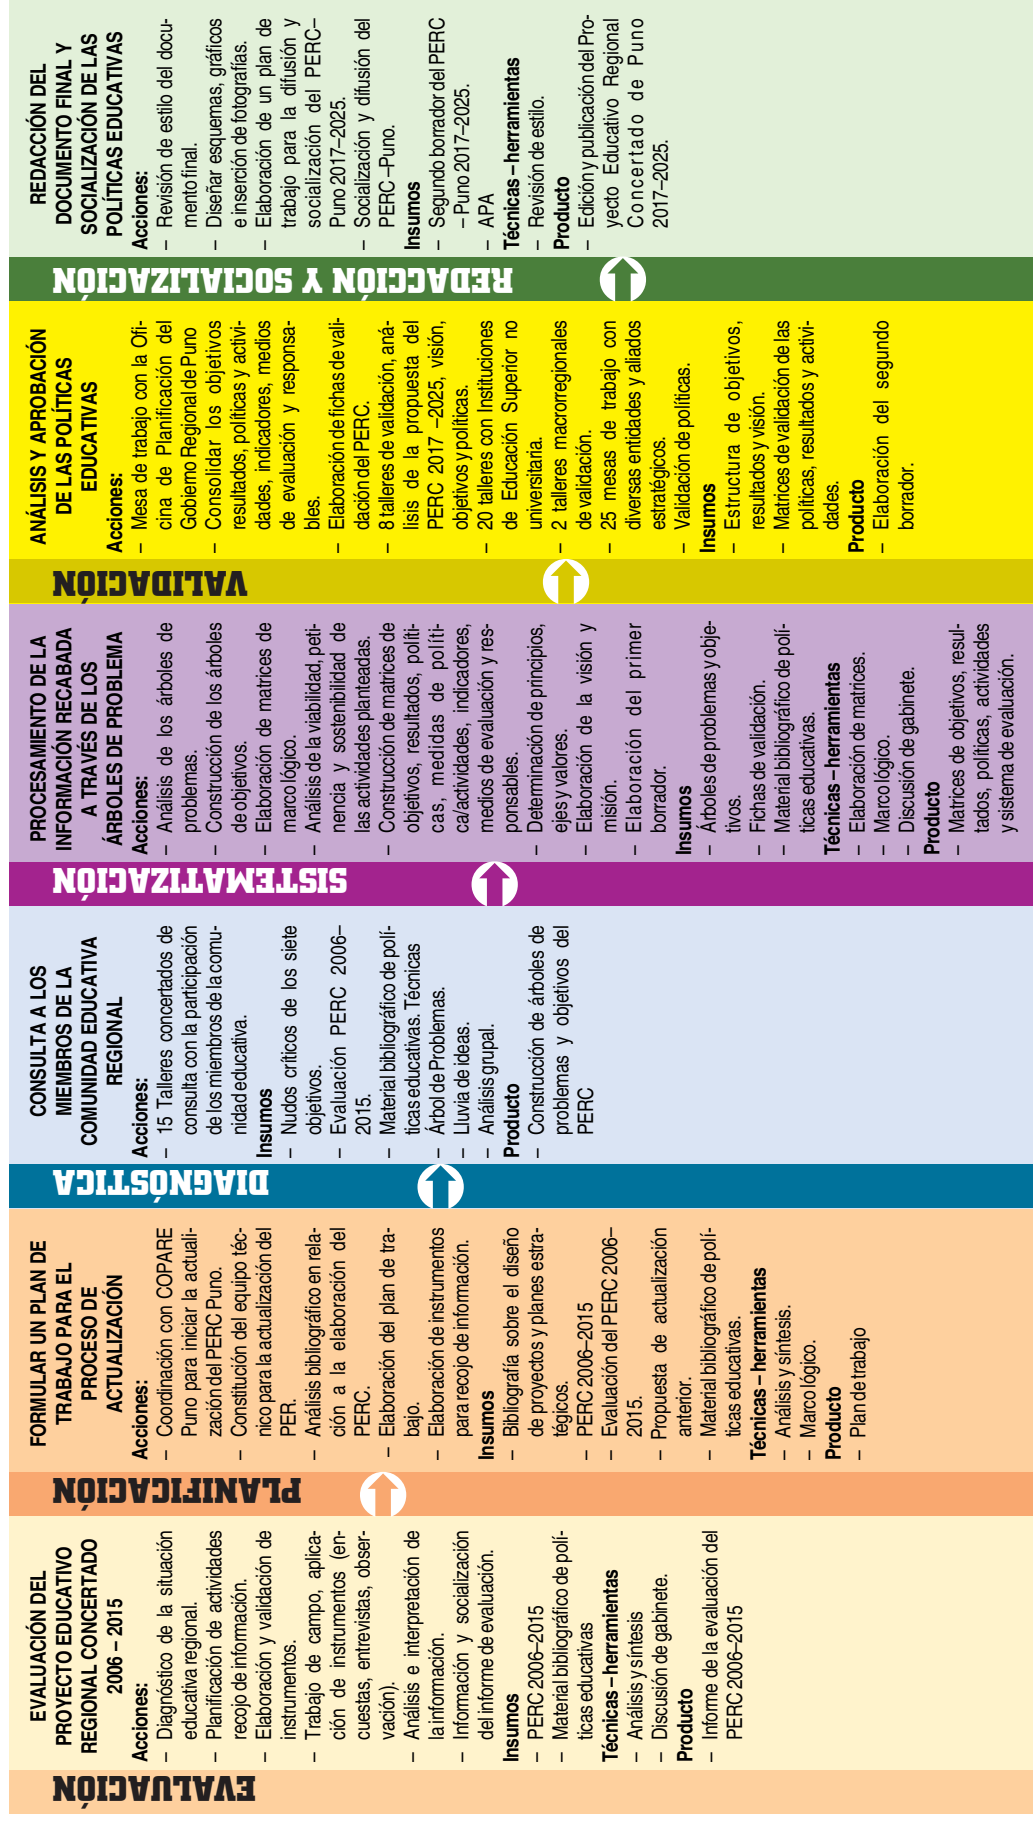 EVALUACIÓN
EVALUACIÓN DEL
PROYECTO EDUCATIVO
REGIONAL CONCERTADO
2006 – 2015
Acciones:
– Diagnóstico de la situación
educativa regional.
– Planificación de actividades
recojo de información.
– Elaboración y validación de
instrumentos.
– Trabajo de campo, aplica-
ción de instrumentos (en-
cuestas, entrevistas, obser-
vación).
– Análisis e interpretación de
la información.
– Información y socialización
del informe de evaluación.
Insumos
– PERC 2006–2015
– Material bibliográfico de polí-
ticas educativas
Técnicas – herramientas
– Análisis y síntesis
– Discusión de gabinete.
Producto
– Informe de la evaluación del
PERC 2006–2015
PLANIFICACIÓN
FORMULAR UN PLAN DE
TRABAJO PARA EL
PROCESO DE
ACTUALIZACIÓN
Acciones:
– Coordinación con COPARE
Puno para iniciar la actuali-
zación del PERC Puno.
– Constitución del equipo téc-
nico para la actualización del
PER.
– Análisis bibliográfico en rela-
ción a la elaboración del
PERC.
– Elaboración del plan de tra-
bajo.
– Elaboración de instrumentos
para recojo de información.
Insumos
– Bibliografía sobre el diseño
de proyectos y planes estra-
tégicos.
– PERC 2006–2015
– Evaluación del PERC 2006–
2015.
– Propuesta de actualización
anterior.
– Material bibliográfico de polí-
ticas educativas.
Técnicas – herramientas
– Análisis y síntesis.
– Marco lógico.
Producto
– Plan de trabajo
DIAGNÓSTICA
CONSULTA A LOS
MIEMBROS DE LA
COMUNIDAD EDUCATIVA
REGIONAL
Acciones:
– 15 Talleres concertados de
consulta con la participación
de los miembros de la comu-
nidad educativa.
Insumos
– Nudos críticos de los siete
objetivos.
– Evaluación PERC 2006–
2015.
– Material bibliográfico de polí-
ticas educativas. Técnicas
– Árbol de Problemas.
– Lluvia de ideas.
– Análisis grupal.
Producto
– Construcción de árboles de
problemas y objetivos del
PERC
SISTEMATIZACIÓN
PROCESAMIENTO DE LA
INFORMACIÓN RECABADA
A TRAVÉS DE LOS
ÁRBOLES DE PROBLEMA
Acciones:
– Análisis de los árboles de
problemas.
– Construcción de los árboles
de objetivos.
– Elaboración de matrices de
marco lógico.
– Análisis de la viabilidad, peti-
nencia y sostenibilidad de
las actividades planteadas.
– Construcción de matrices de
objetivos, resultados, políti-
cas, medidas de políti-
ca/actividades, indicadores,
medios de evaluación y res-
ponsables.
– Determinación de principios,
ejes y valores.
– Elaboración de la visión y
misión.
– Elaboración del primer
borrador.
Insumos
– Árboles de problemas y obje-
tivos.
– Fichas de validación.
– Material bibliográfico de polí-
ticas educativas.
Técnicas – herramientas
– Elaboración de matrices.
– Marco lógico.
– Discusión de gabinete.
Producto
– Matrices de objetivos, resul-
tados, políticas, actividades
y sistema de evaluación.
VALIDACIÓN
ANÁLISIS Y APROBACIÓN
DE LAS POLÍTICAS
EDUCATIVAS
Acciones:
– Mesa de trabajo con la Ofi-
cina de Planificación del
Gobierno Regional de Puno
– Consolidar los objetivos
resultados, políticas y activi-
dades, indicadores, medios
de evaluación y responsa-
bles.
– Elaboración de fichas de vali-
dación del PERC.
– 8 talleres de validación, aná-
lisis de la propuesta del
PERC 2017 –2025, visión,
objetivos y políticas.
– 20 talleres con Instituciones
de Educación Superior no
universitaria.
– 2 talleres macrorregionales
de validación.
– 25 mesas de trabajo con
diversas entidades y aliados
estratégicos.
– Validación de políticas.
Insumos
– Estructura de objetivos,
resultados y visión.
– Matrices de validación de las
políticas, resultados y activi-
dades.
Producto
– Elaboración del segundo
borrador.
REDACCIÓN Y SOCIALIZACIÓN
REDACCIÓN DEL
DOCUMENTO FINAL Y
SOCIALIZACIÓN DE LAS
POLÍTICAS EDUCATIVAS
Acciones:
– Revisión de estilo del docu-
mento final.
– Diseñar esquemas, gráficos
e inserción de fotografías.
– Elaboración de un plan de
trabajo para la difusión y
socialización del PERC–
Puno 2017–2025.
– Socialización y difusión del
PERC –Puno.
Insumos
– Segundo borrador del PERC
– Puno 2017–2025.
– APA
Técnicas – herramientas
– Revisión de estilo.
Producto
– Edición y publicación del Pro-
yecto Educativo Regional
Concertado de Puno
2017–2025.